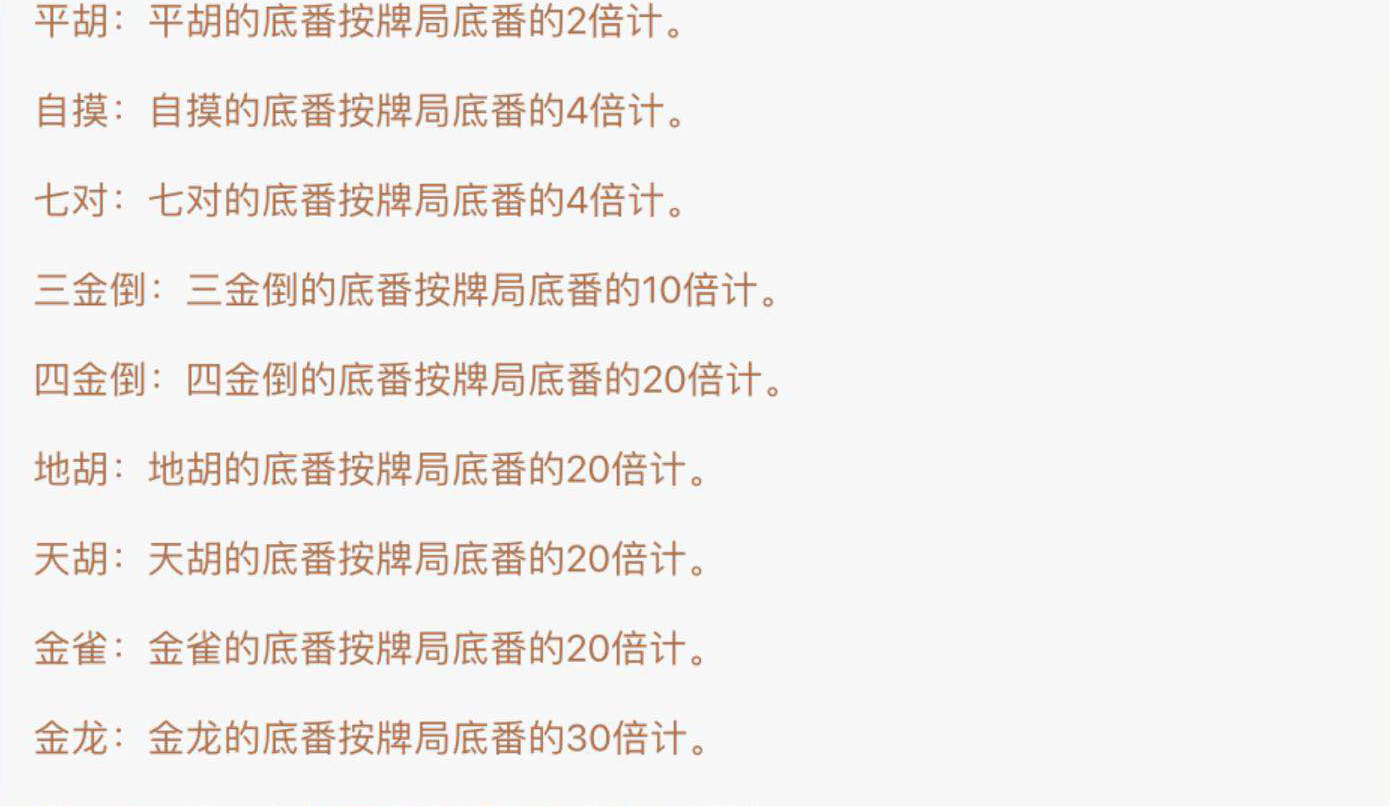 平胡：平胡的底番按牌局底番的2倍计。
自摸：自摸的底番按牌局底番的4倍计。
七对：七对的底番按牌局底番的4倍计。
三金倒：三金倒的底番按牌局底番的10倍计。
四金倒：四金倒的底番按牌局底番的20倍计。
地胡：地胡的底番按牌局底番的20倍计。
天胡：天胡的底番按牌局底番的20倍计。
金雀：金雀的底番按牌局底番的20倍计。
金龙：金龙的底番按牌局底番的30倍计。